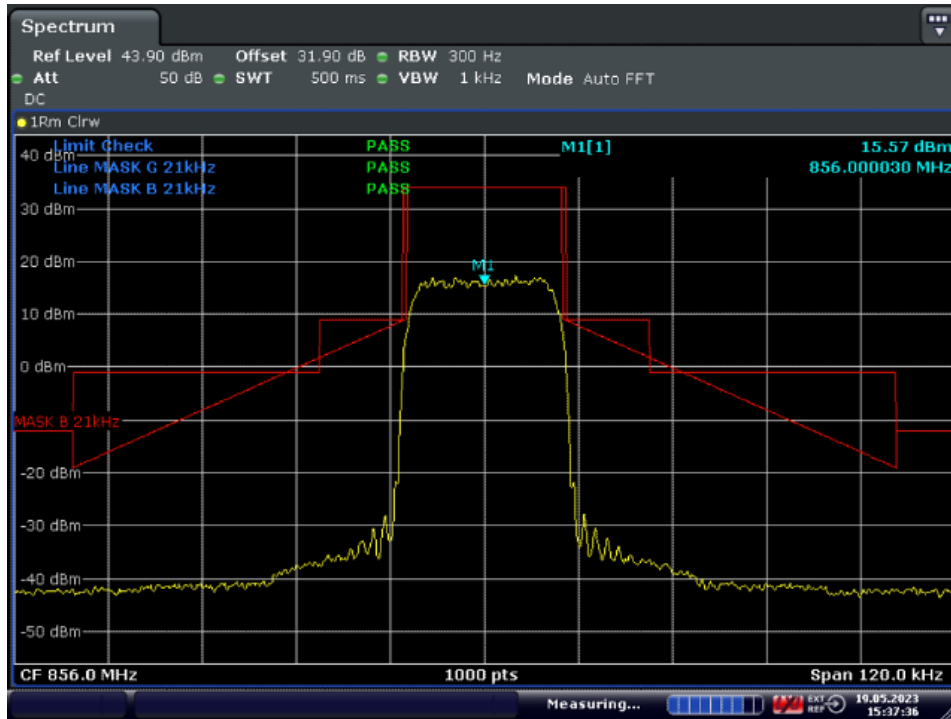 Spectrum
Ref Level 43.90 dBm Offset 31.90 dB RBW 300 Hz
Att 50 dB SWT 500 ms VBW 1 kHz Mode Auto FFT
DC
1Rm Clrw
Limit Check PASS M1[1] 15.57 dBm
40 dBm
Line MASK G 21kHz PASS 856.000030 MHz
Line MASK B 21kHz PASS
30 dBm
20 dBm
M1
10 dBm
0 dBm
MASK B 21kHz
-20 dBm
-30 dBm
-40 dBm
-50 dBm
CF 856.0 MHz 1000 pts Span 120.0 kHz
Measuring... EXT REF 19.05.2023
15:37:36